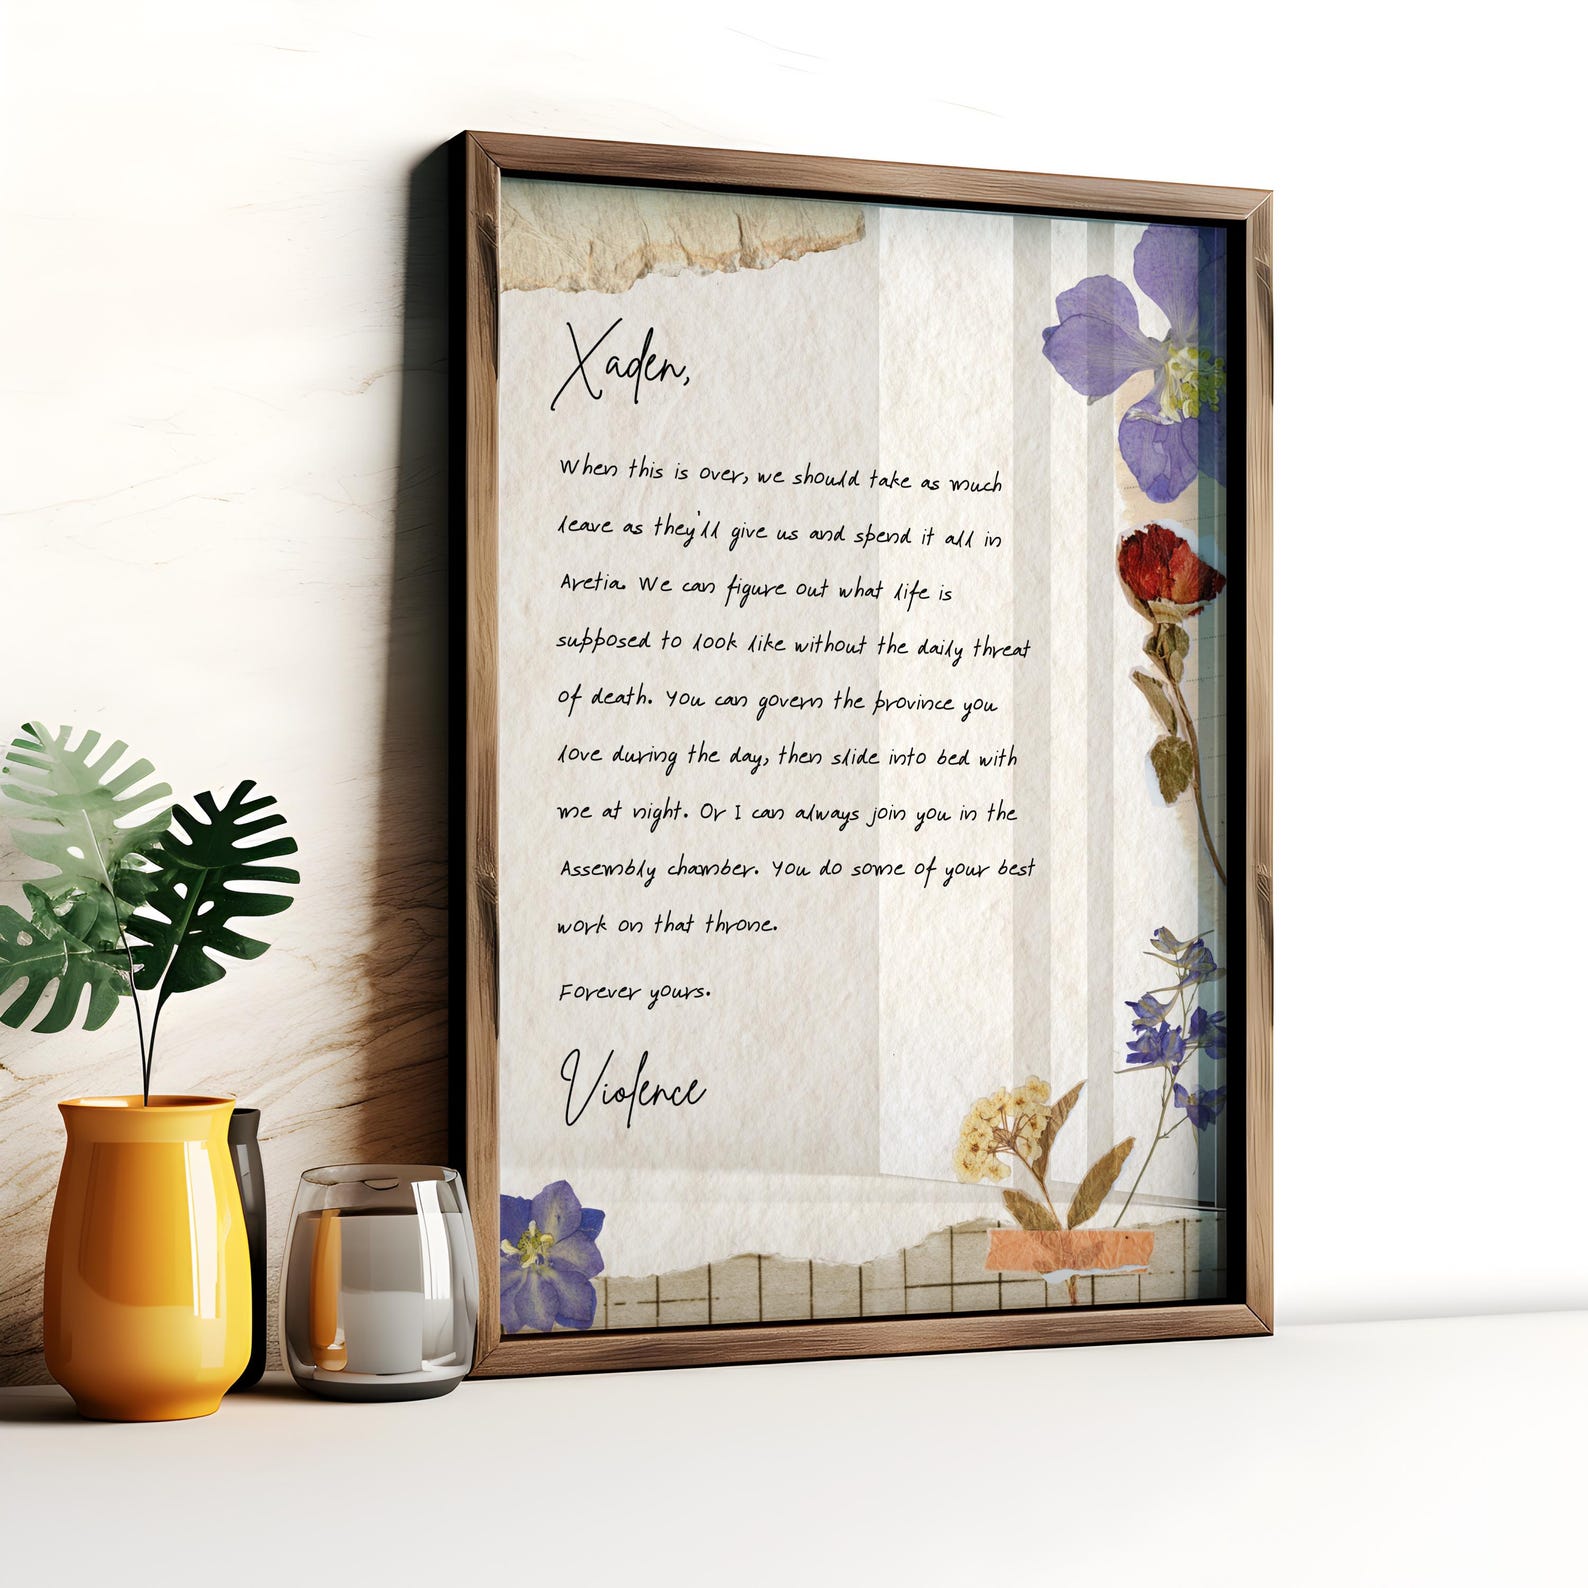 Xaden,
When this is over, we should take as much
leave as they'll give us and spend it all in
Aretia. We can figure out what life is
supposed to look like without the daily threat
of death. You can govern the province you
love during the day, then slide into bed with
me at night. Or I can always join you in the
Assembly chamber. You do some of your best
work on that throne.
Forever yours.
Violence